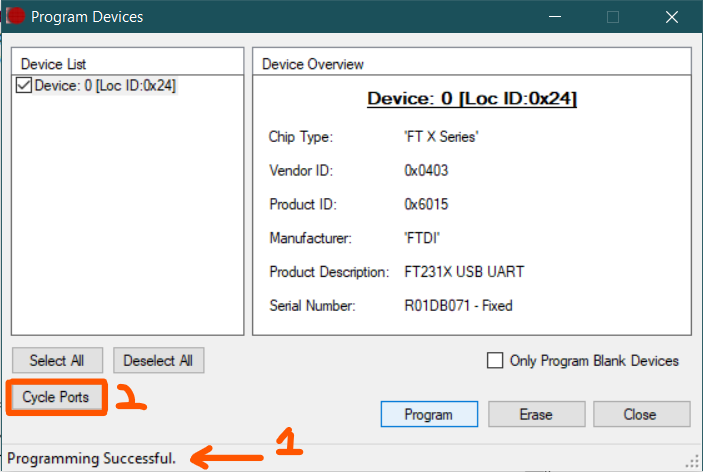 Program Devices
Device List
Device: 0 [Loc ID:0x24]
Device Overview
Device: 0 [Loc ID:0x24]
Chip Type: 'FT X Series'
Vendor ID: 0x0403
Product ID: 0x6015
Manufacturer: 'FTDI'
Product Description: FT231X USB UART
Serial Number: R01DB071 - Fixed
Select All Deselect All Only Program Blank Devices
Cycle Ports 2
Program Erase Close
Programming Successful. 1